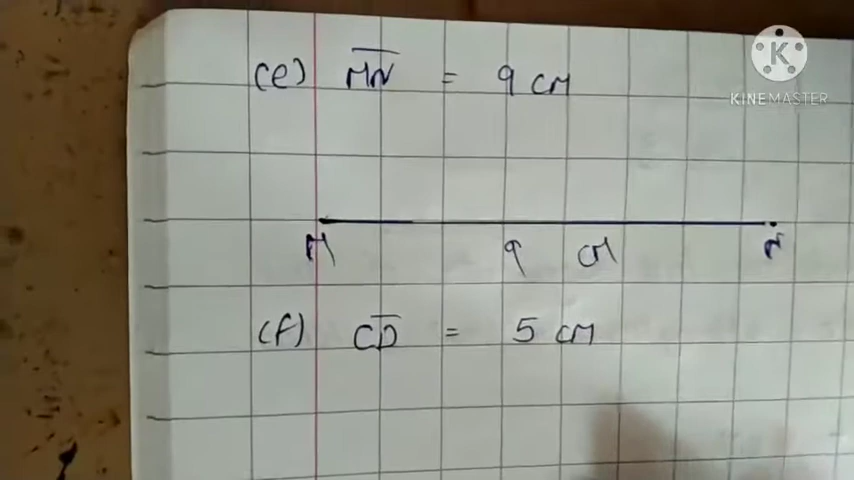 (e) MN = 9 CM
KINEMASTER
M N
9 CM
(f) CD = 5 CM